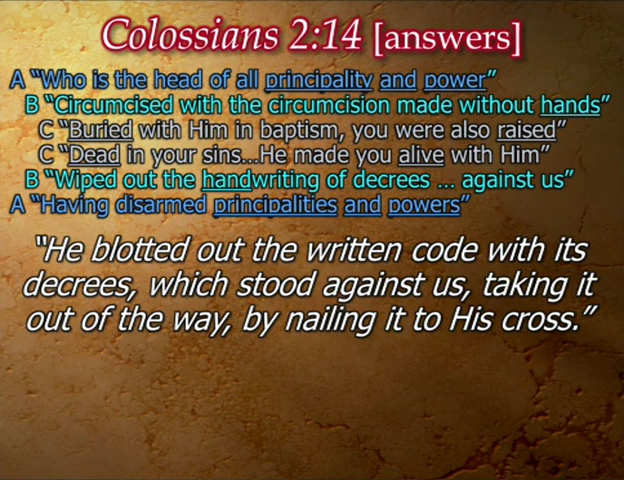 Colossians 2:14 [answers]
A “Who is the head of all principality and power”
B “Circumcised with the circumcision made without hands”
C “Buried with Him in baptism, you were also raised”
C “Dead in your sins...He made you alive with Him”
B “Wiped out the handwriting of decrees ... against us”
A “Having disarmed principalities and powers”
“He blotted out the written code with its
decrees, which stood against us, taking it
out of the way, by nailing it to His cross.”